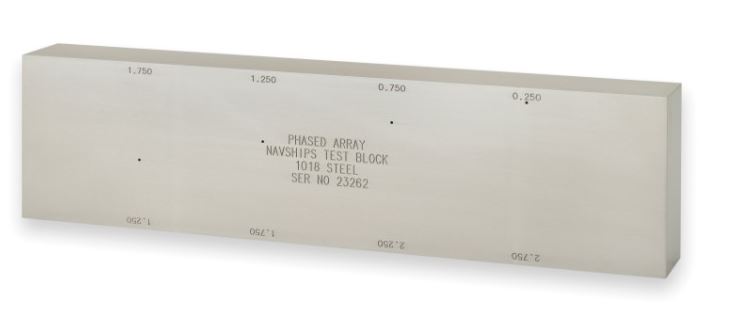 1.750
1.250
0.750
0.250
PHASED ARRAY
NAVSHIPS TEST BLOCK
1018 STEEL
SER NO 23262
1.250
1.750
2.250
2.750